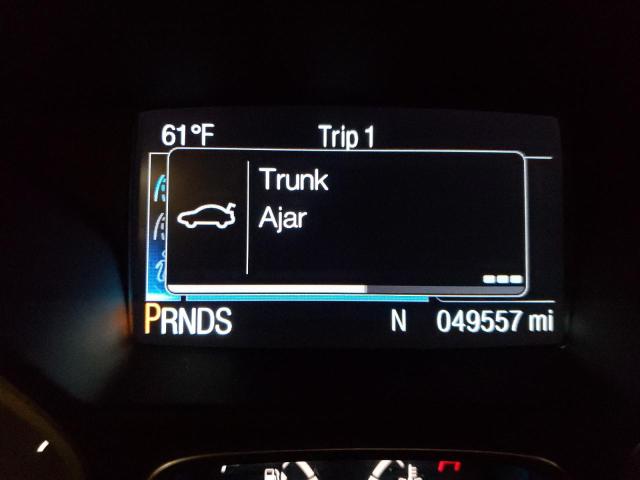 61°F Trip 1
Trunk
Ajar
PRNDS N 049557 mi